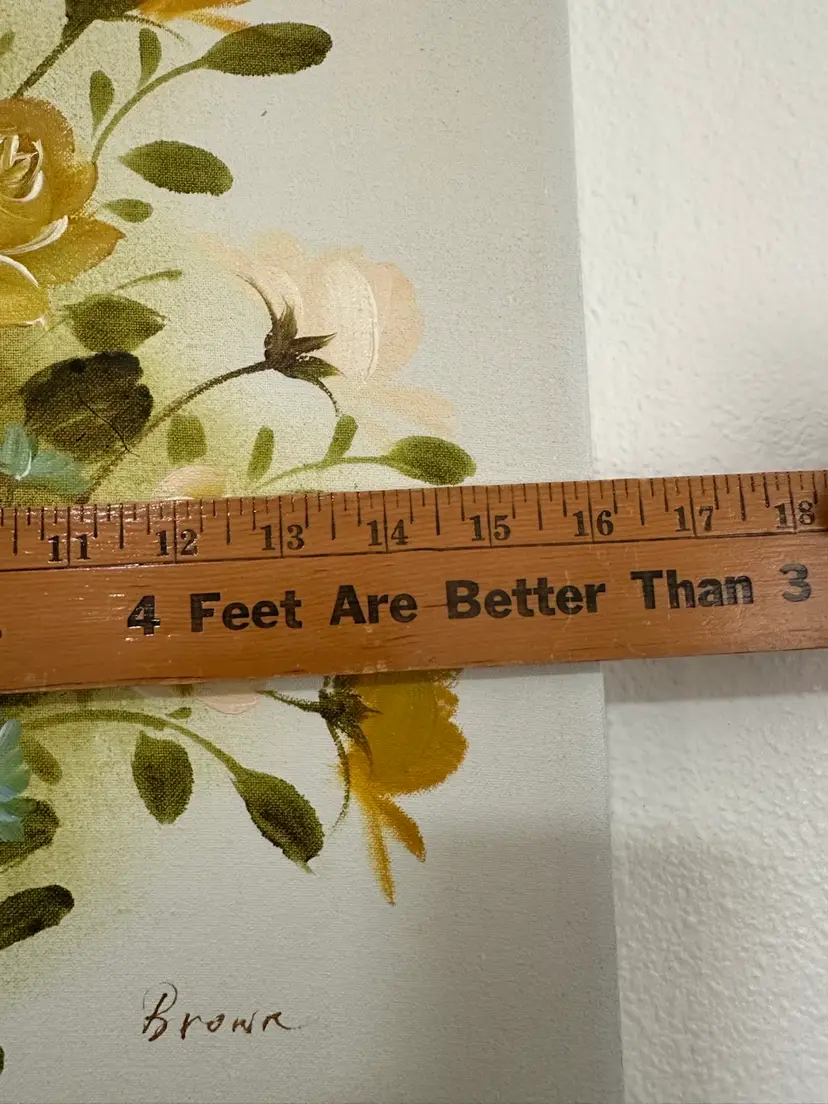 11 12 13 14 15 16 17 18
4 Feet Are Better Than 3
Brown